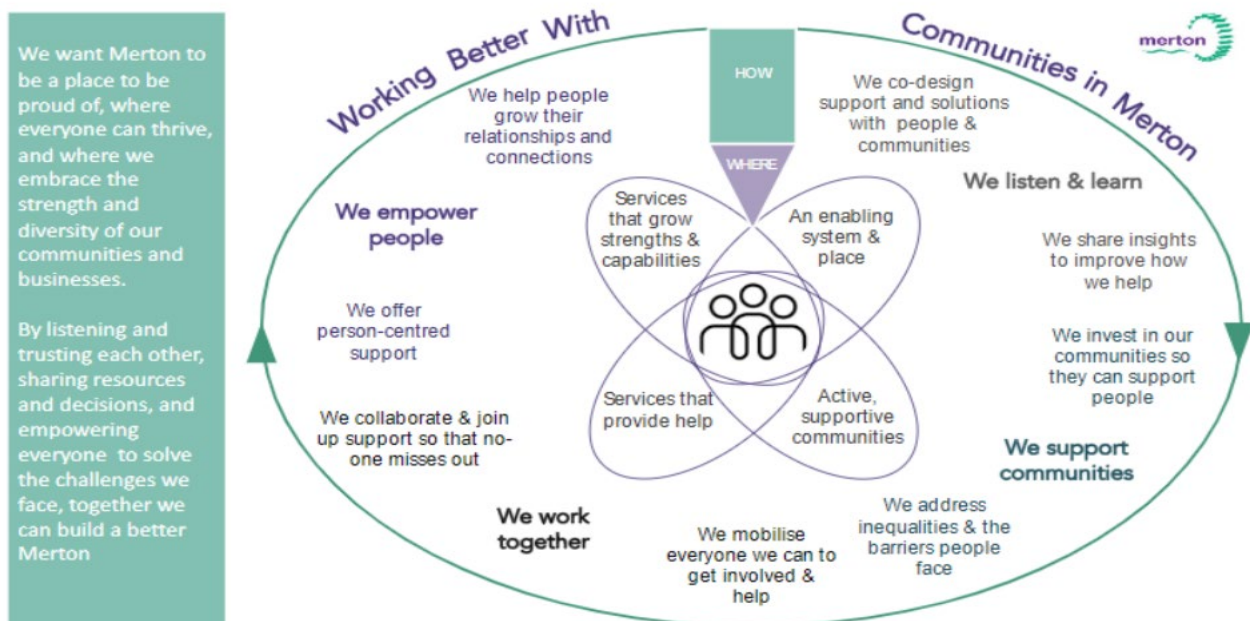 We want Merton to
be a place to be
proud of, where
everyone can thrive,
and where we
embrace the
strength and
diversity of our
communities and
businesses.
By listening and
trusting each other,
sharing resources
and decisions, and
empowering
everyone to solve
the challenges we
face, together we
can build a better
Merton
Working Better With
Communities in Merton
merton
HOW
WHERE
We help people
grow their
relationships and
connections
We co-design
support and solutions
with people &
communities
We listen & learn
We share insights
to improve how
we help
We invest in our
communities so
they can support
people
We support
communities
We address
inequalities & the
barriers people
face
We mobilise
everyone we can to
get involved &
help
We work
together
We collaborate & join
up support so that no-
one misses out
We offer
person-centred
support
We empower
people
Services
that grow
strengths &
capabilities
An enabling
system &
place
Services that
provide help
Active,
supportive
communities